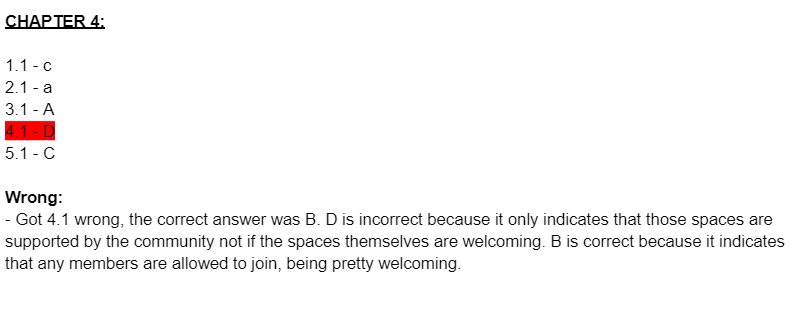 CHAPTER 4:
1.1 - c
2.1 - a
3.1 - A
4.1 - D
5.1 - C
Wrong:
- Got 4.1 wrong, the correct answer was B. D is incorrect because it only indicates that those spaces are
supported by the community not if the spaces themselves are welcoming. B is correct because it indicates
that any members are allowed to join, being pretty welcoming.